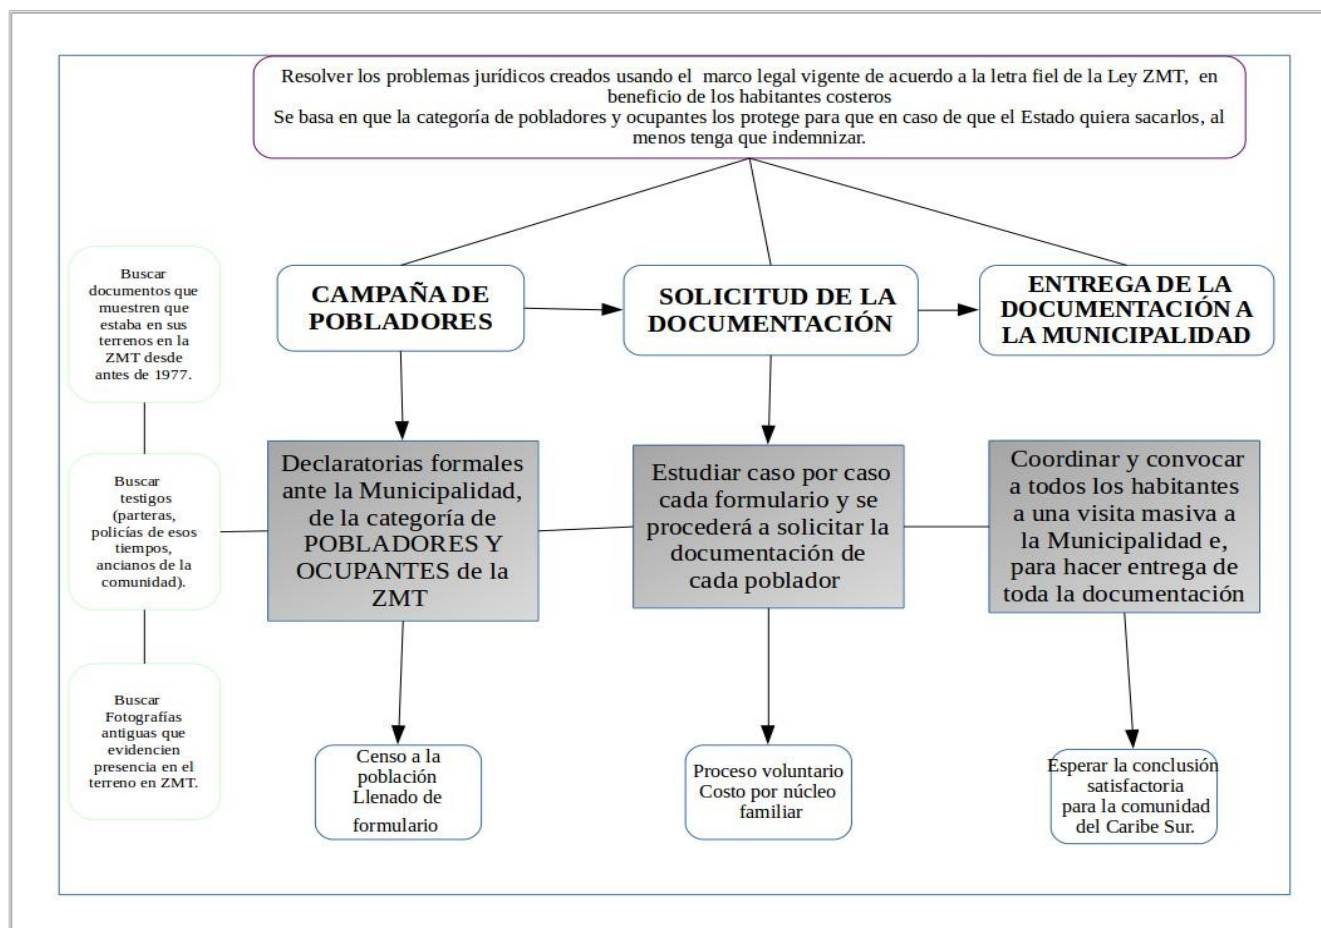 Resolver los problemas jurídicos creados usando el marco legal vigente de acuerdo a la letra fiel de la Ley ZMT, en
beneficio de los habitantes costeros
Se basa en que la categoría de pobladores y ocupantes los protege para que en caso de que el Estado quiera sacarlos, al
menos tenga que indemnizar.
CAMPAÑA DE
POBLADORES
SOLICITUD DE LA
DOCUMENTACIÓN
ENTREGA DE LA
DOCUMENTACIÓN A
LA MUNICIPALIDAD
Buscar
documentos que
muestren que
estaba en sus
terrenos en la
ZMT desde
antes de 1977.
Buscar
testigos
(parteras,
policías de esos
tiempos,
ancianos de la
comunidad).
Buscar
Fotografías
antiguas que
evidencien
presencia en el
terreno en ZMT.
Declaratorias formales
ante la Municipalidad,
de la categoría de
POBLADORES Y
OCUPANTES de la
ZMT
Estudiar caso por caso
cada formulario y se
procederá a solicitar la
documentación de
cada poblador
Coordinar y convocar
a todos los habitantes
a una visita masiva a
la Municipalidad e,
para hacer entrega de
toda la documentación
Censo a la
población
Llenado de
formulario
Proceso voluntario
Costo por núcleo
familiar
Esperar la conclusión
satisfactoria
para la comunidad
del Caribe Sur.